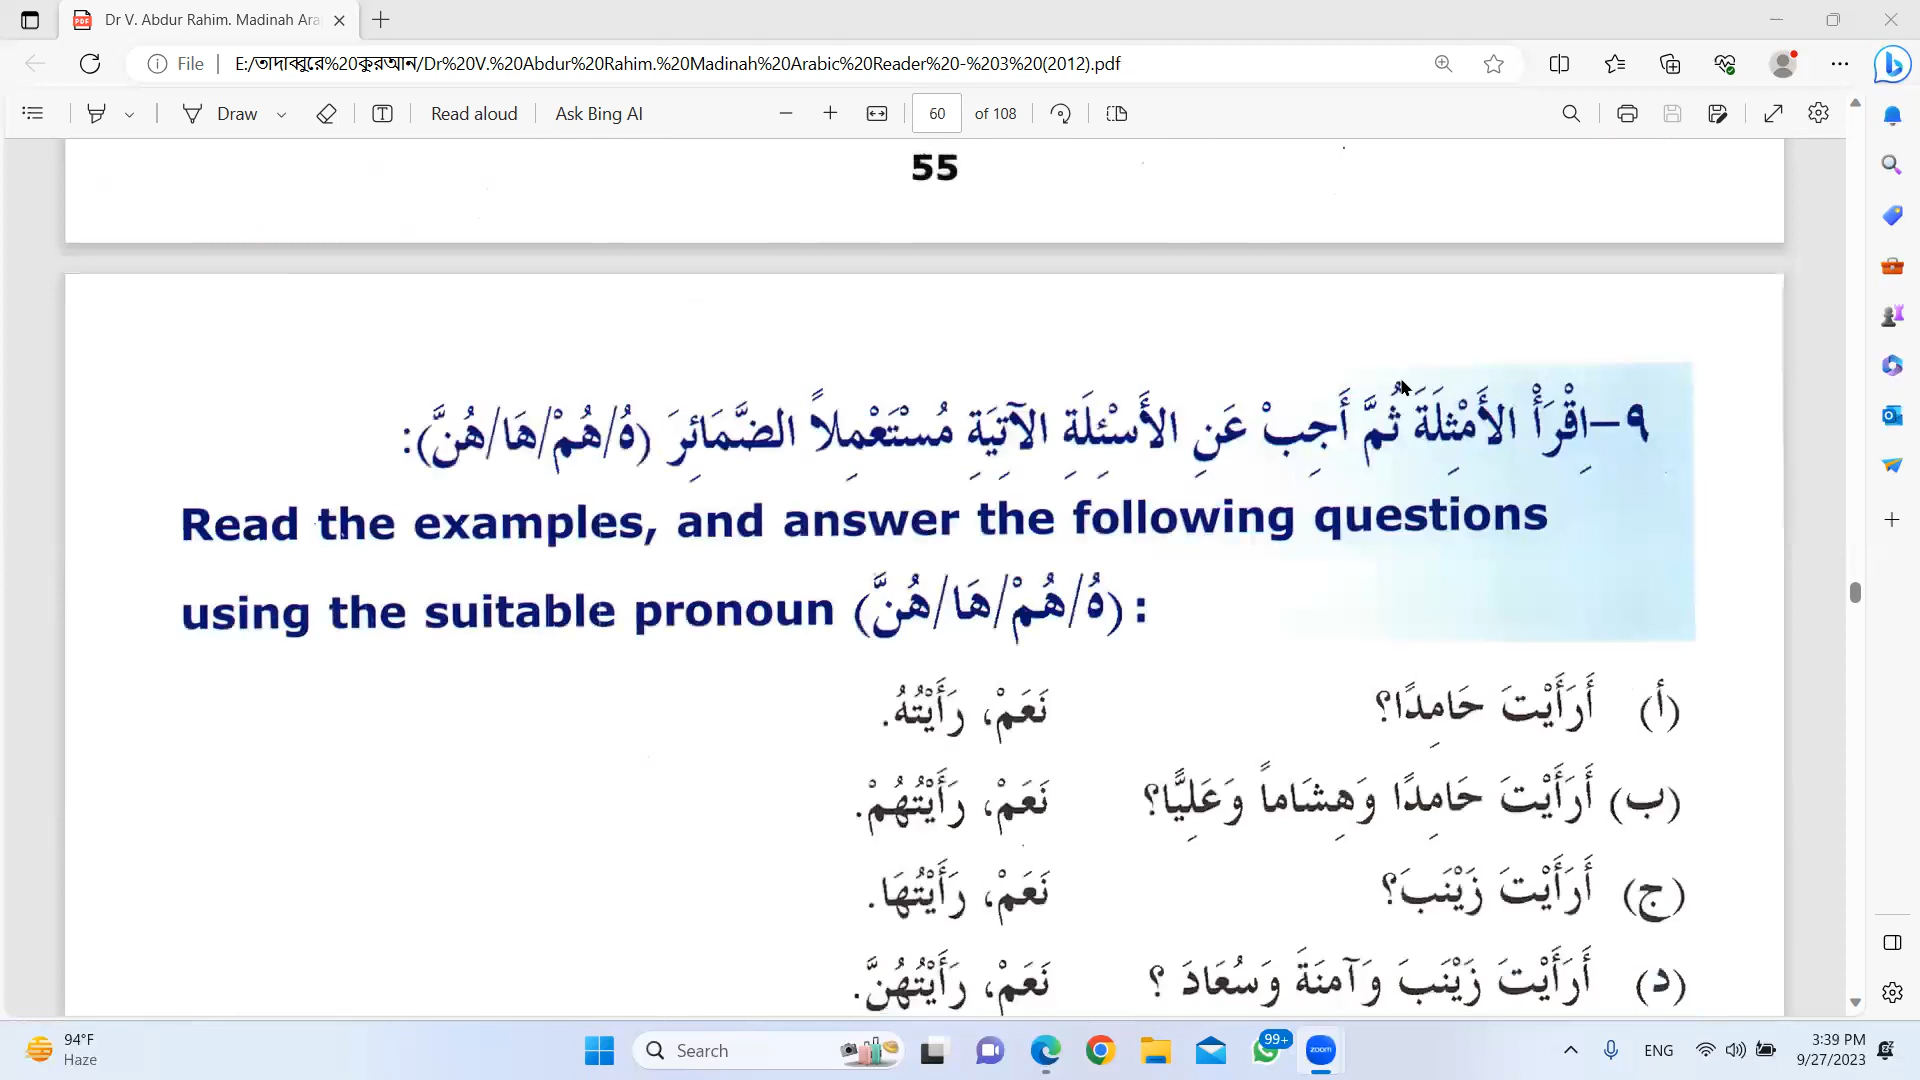 Dr V. Abdur Rahim. Madinah Ara
File
E:/তাদাব্বুরে%20কুরআন/Dr%20V.%20Abdur%20Rahim.%20Madinah%20Arabic%20Reader%20-%203%20(2012).pdf
Draw
Read aloud
Ask Bing AI
60 of 108
55
٩-اِقْرَأْ الأَمْثِلَةَ ثُمَّ أَجِبْ عَنِ الأَسْئِلَةِ الآتِيَةِ مُسْتَعْمِلاً الضَّمَائِرَ (هُ/هُمْ/هَا/هُنَّ):
Read the examples, and answer the following questions
using the suitable pronoun (هُ/هُمْ/هَا/هُنَّ) :
(أ) أَرَأَيْتَ حَامِدًا؟ نَعَمْ، رَأَيْتُهُ.
(ب) أَرَأَيْتَ حَامِدًا وَهِشَاماً وَعَلِيًّا؟ نَعَمْ، رَأَيْتُهُمْ.
(ج) أَرَأَيْتَ زَيْنَبَ؟ نَعَمْ، رَأَيْتُهَا.
(د) أَرَأَيْتَ زَيْنَبَ وَآمنَةَ وَسُعَادَ ؟ نَعَمْ، رَأَيْتُهُنَّ.
94°F
Haze
Search
99+
zoom
ENG
3:39 PM
9/27/2023